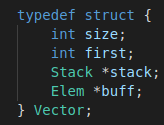 typedef struct {
    int size;
    int first;
    Stack *stack;
    Elem *buff;
} Vector;